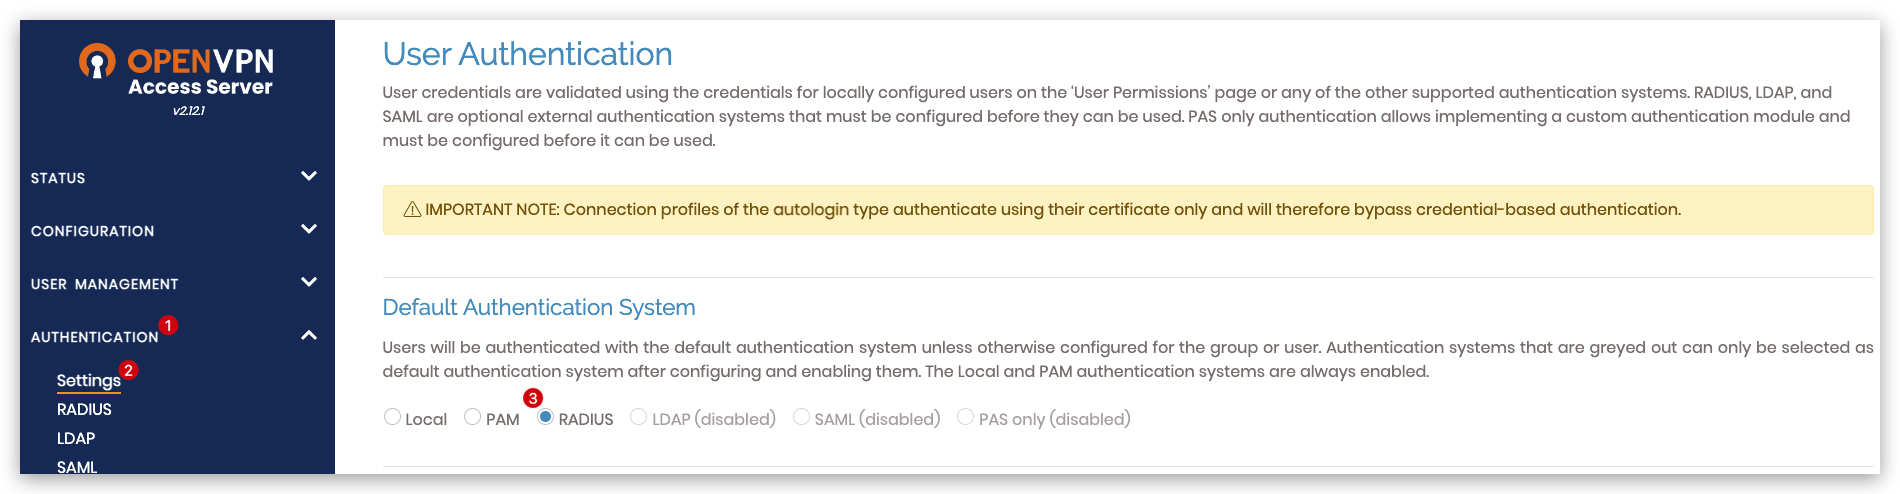 OPENVPN
Access Server
v2.12.1
STATUS
CONFIGURATION
USER MANAGEMENT
AUTHENTICATION 1
Settings 2
RADIUS
LDAP
SAML
User Authentication
User credentials are validated using the credentials for locally configured users on the ‘User Permissions’ page or any of the other supported authentication systems. RADIUS, LDAP, and
SAML are optional external authentication systems that must be configured before they can be used. PAS only authentication allows implementing a custom authentication module and
must be configured before it can be used.
IMPORTANT NOTE: Connection profiles of the autologin type authenticate using their certificate only and will therefore bypass credential-based authentication.
Default Authentication System
Users will be authenticated with the default authentication system unless otherwise configured for the group or user. Authentication systems that are greyed out can only be selected as
default authentication system after configuring and enabling them. The Local and PAM authentication systems are always enabled.
Local PAM 3 RADIUS LDAP (disabled) SAML (disabled) PAS only (disabled)